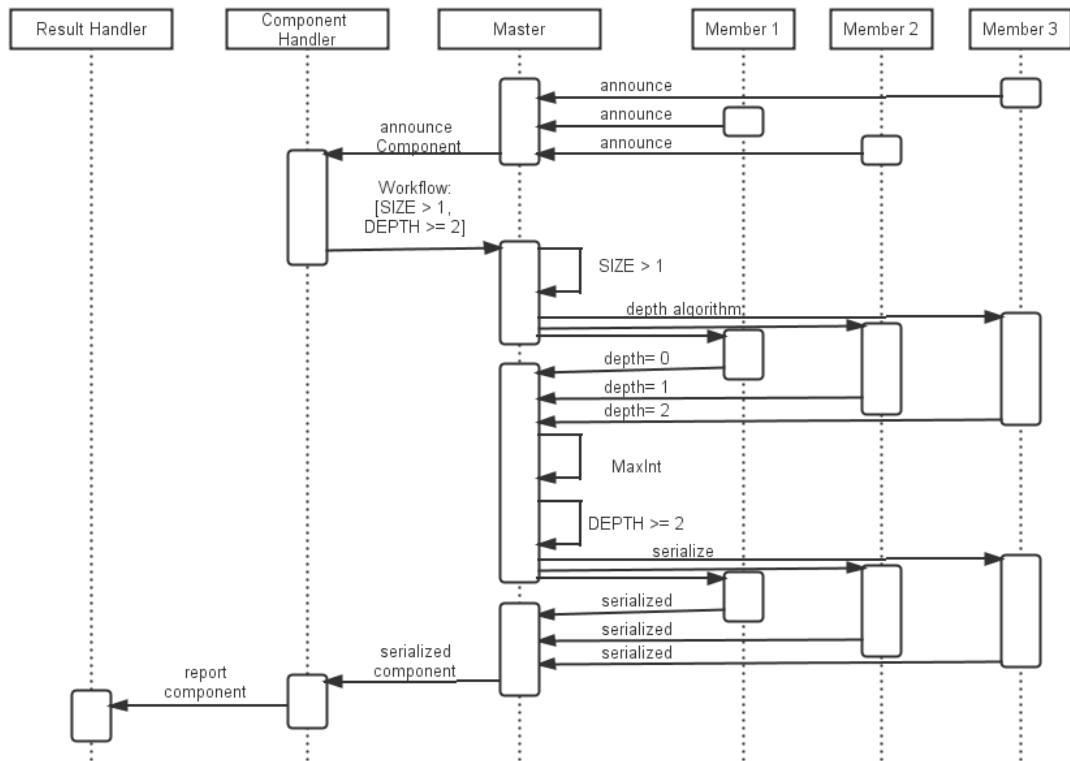 Result Handler
Component
Handler
Master
Member 1
Member 2
Member 3
announce
announce
announce
announce
Component
Workflow:
[SIZE > 1,
DEPTH >= 2]
SIZE > 1
depth algorithm
depth= 0
depth= 1
depth= 2
MaxInt
DEPTH >= 2
serialize
serialized
serialized
serialized
serialized
component
report
component